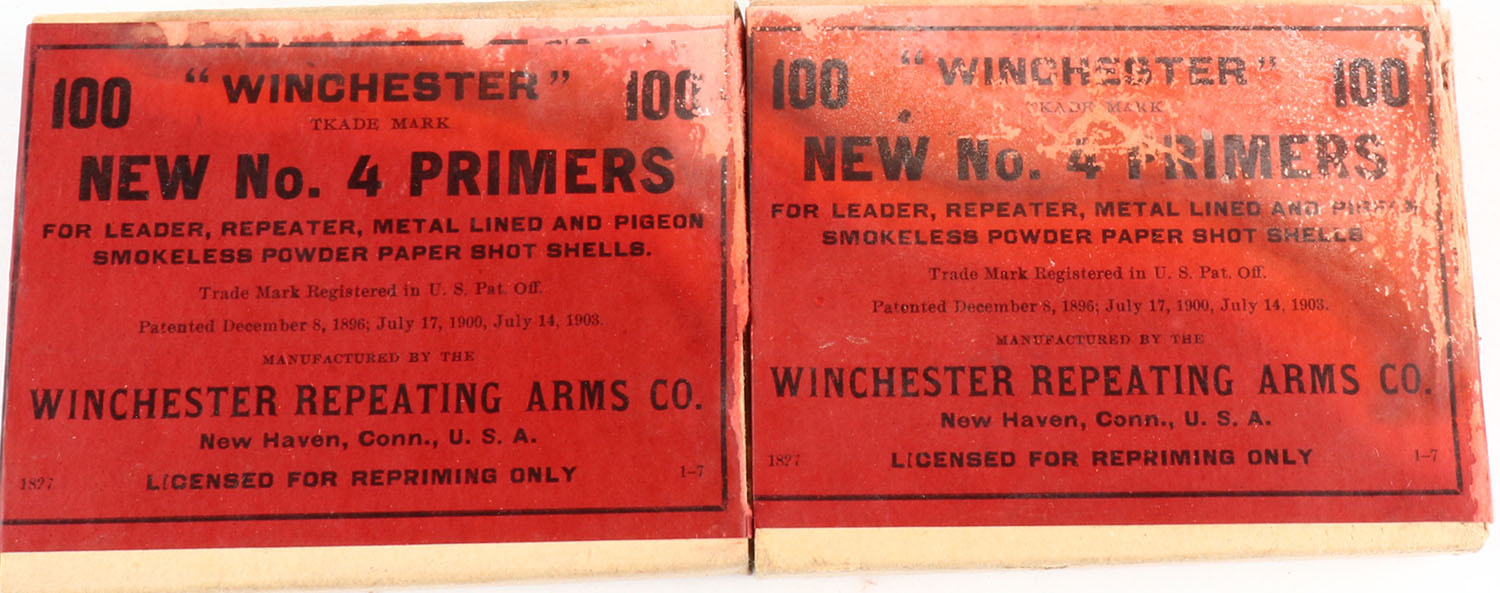 100 "WINCHESTER" 100
TRADE MARK
NEW No. 4 PRIMERS
FOR LEADER, REPEATER, METAL LINED AND PIGEON
SMOKELESS POWDER PAPER SHOT SHELLS.
Trade Mark Registered in U. S. Pat. Off.
Patented December 8, 1896; July 17, 1900, July 14, 1903.
MANUFACTURED BY THE
WINCHESTER REPEATING ARMS CO.
New Haven, Conn., U. S. A.
LICENSED FOR REPRIMING ONLY 1-7
100 "WINCHESTER" 100
TRADE MARK
NEW No. 4 PRIMERS
FOR LEADER, REPEATER, METAL LINED AND
SMOKELESS POWDER PAPER SHOT SHELLS
Trade Mark Registered in U. S. Pat. Off.
Patented December 8, 1896; July 17, 1900, July 14, 1903.
MANUFACTURED BY THE
WINCHESTER REPEATING ARMS CO.
New Haven, Conn., U. S. A.
LICENSED FOR REPRIMING ONLY 1-7